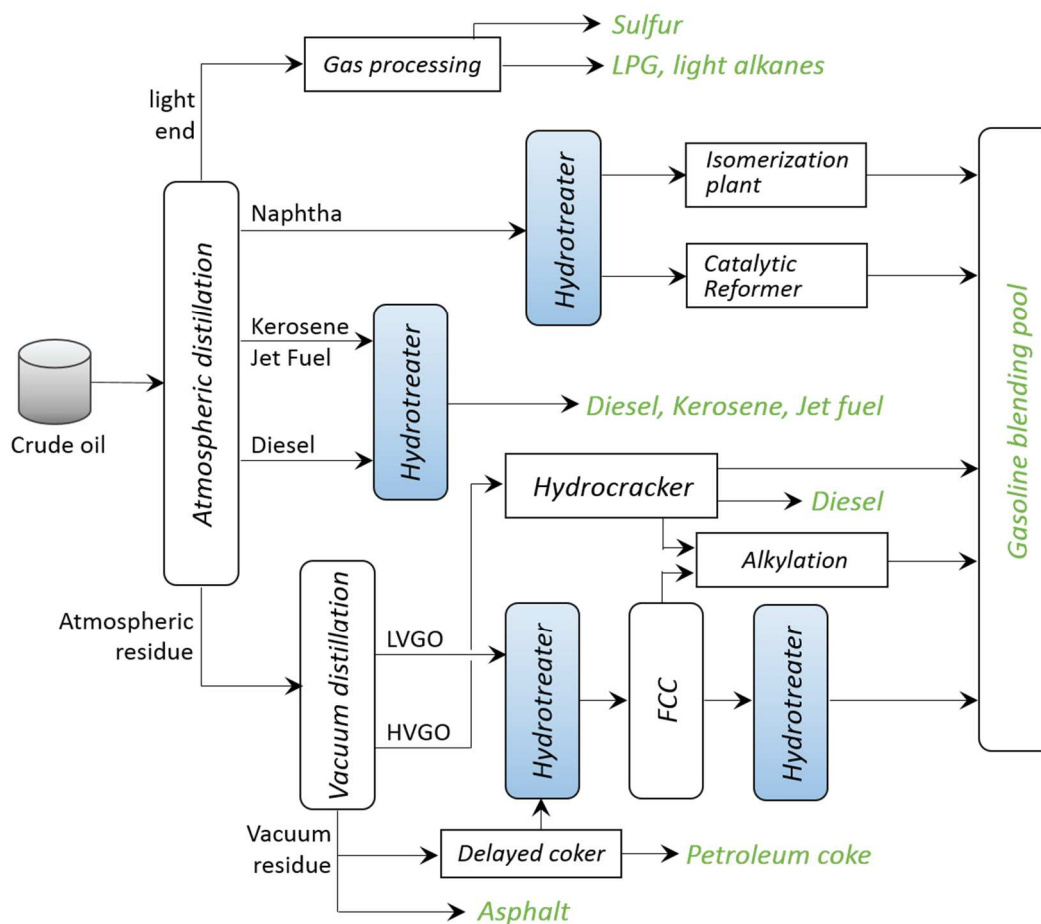 Sulfur
Gas processing
LPG, light alkanes
light
end
Isomerization
plant
Naphtha
Hydrotreater
Catalytic
Reformer
Atmospheric distillation
Kerosene
Jet Fuel
Hydrotreater
Gasoline blending pool
Diesel, Kerosene, Jet fuel
Crude oil
Diesel
Hydrocracker
Diesel
Alkylation
Atmospheric
residue
Vacuum distillation
LVGO
Hydrotreater
FCC
Hydrotreater
HVGO
Vacuum
residue
Delayed coker
Petroleum coke
Asphalt